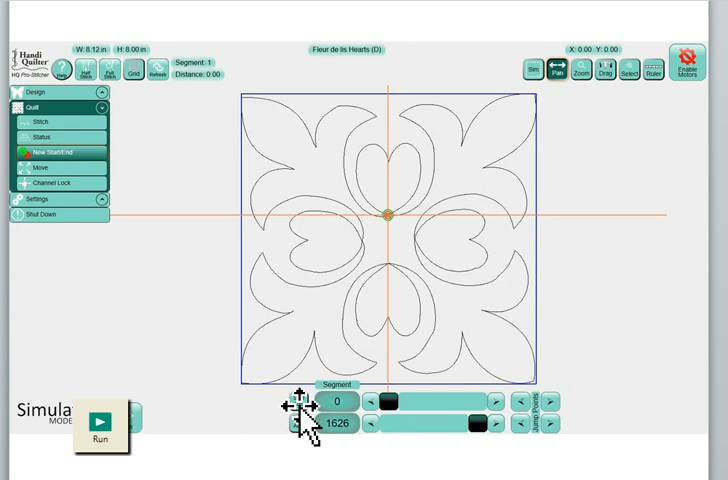 W: 8.12 in H: 8.00 in
Fleur de lis Hearts (D)
X: 0.00 Y: 0.00
Handi
Quilter
HQ Pro-Stitcher
Help
Half
Stitch
Full
Stitch
Grid
Refresh
Segment: 1
Distance: 0.00
Sim
Pan
Zoom
Drag
Select
Ruler
Enable
Motors
Design
Quilt
Stitch
Status
New Start/End
Move
Channel Lock
Settings
Shut Down
Segment
0
1626
Jump Points
Simula
MODE
Run